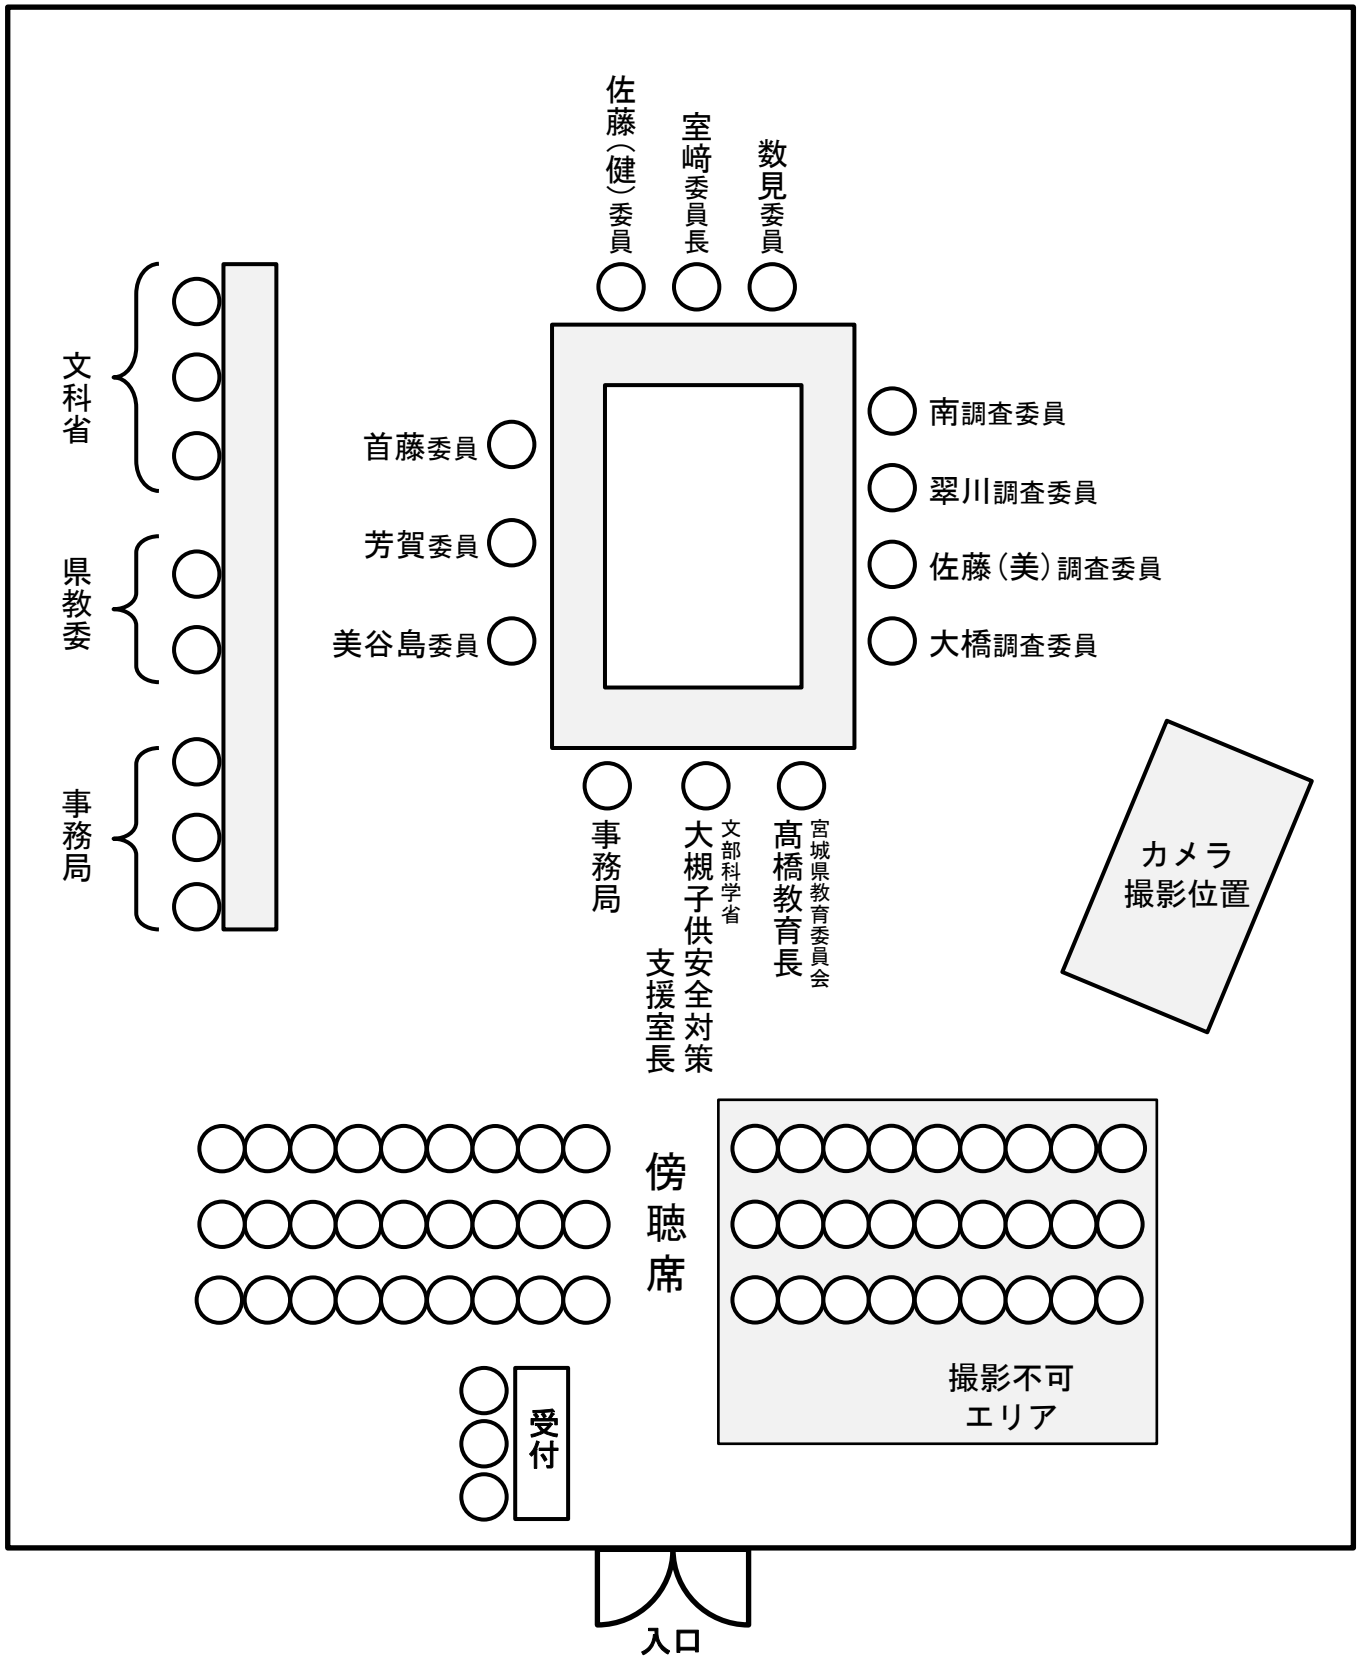 佐藤（健）委員
室﨑委員長
数見委員
文科省
県教委
事務局
首藤委員
芳賀委員
美谷島委員
南調査委員
翠川調査委員
佐藤（美）調査委員
大橋調査委員
事務局
文部科学省
大槻子供安全対策
支援室長
宮城県教育委員会
髙橋教育長
カメラ
撮影位置
傍聴席
撮影不可
エリア
受付
入口